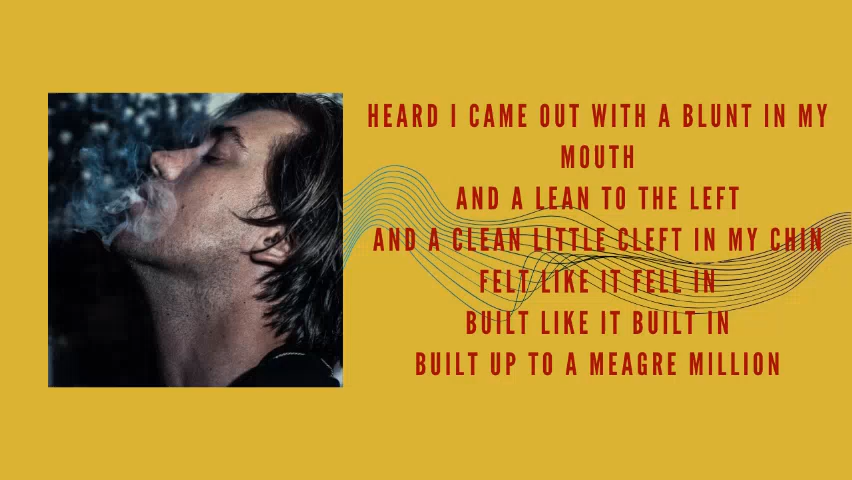 HEARD I CAME OUT WITH A BLUNT IN MY
MOUTH
AND A LEAN TO THE LEFT
AND A CLEAN LITTLE CLEFT IN MY CHIN
FELT LIKE IT FELL IN
BUILT LIKE IT BUILT IN
BUILT UP TO A MEAGRE MILLION